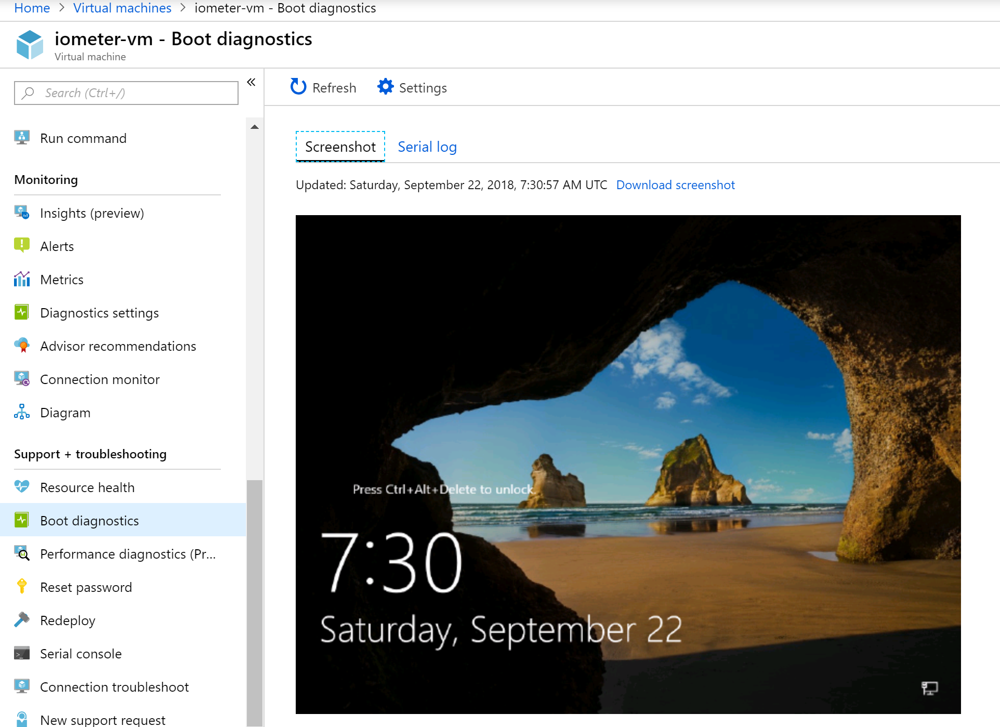 Home > Virtual machines > iometer-vm - Boot diagnostics
iometer-vm - Boot diagnostics
Virtual machine
Search (Ctrl+/)
«
Run command
Monitoring
Insights (preview)
Alerts
Metrics
Diagnostics settings
Advisor recommendations
Connection monitor
Diagram
Support + troubleshooting
Resource health
Boot diagnostics
Performance diagnostics (Pr...
Reset password
Redeploy
Serial console
Connection troubleshoot
New support request
Refresh Settings
Screenshot Serial log
Updated: Saturday, September 22, 2018, 7:30:57 AM UTC Download screenshot
Press Ctrl+Alt+Delete to unlock.
7:30
Saturday, September 22